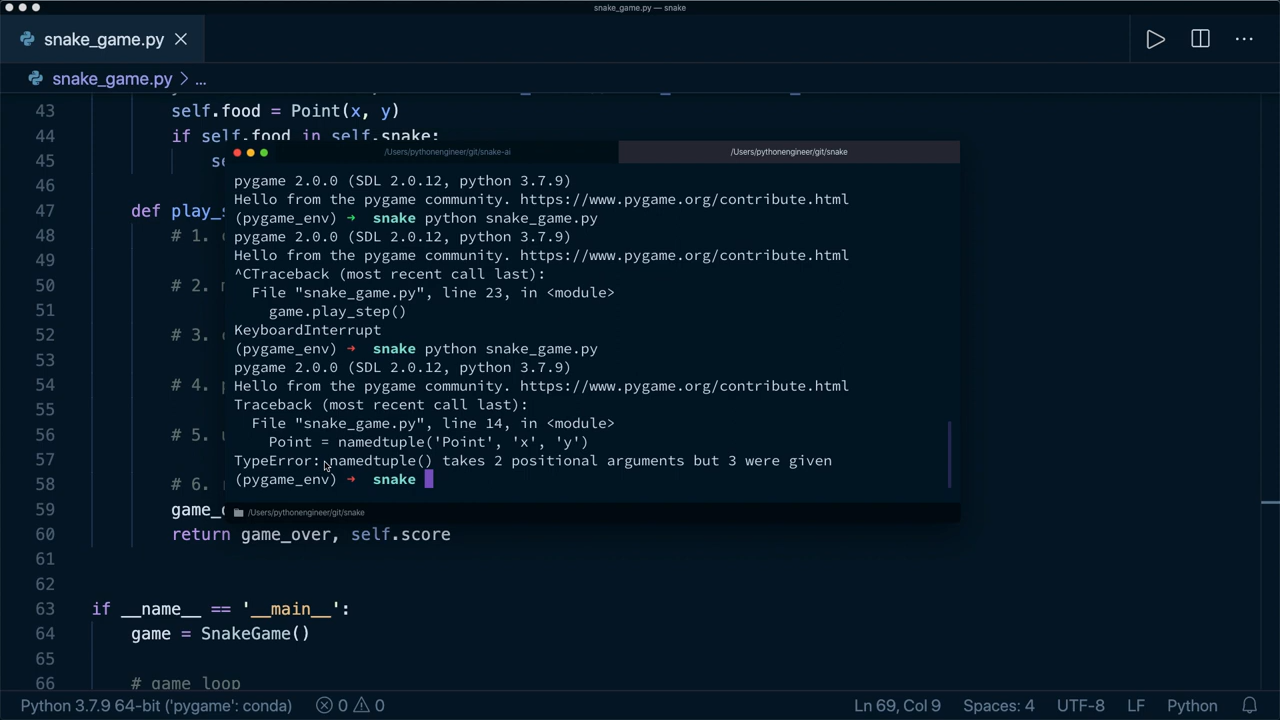 snake_game.py — snake
snake_game.py
snake_game.py > ...
43 self.food = Point(x, y)
44 if self.food in self.snake:
45
46
47 def play_s
48 # 1.
49
50 # 2.
51
52 # 3.
53
54 # 4.
55
56 # 5.
57
58 # 6.
59 game_
60 return game_over, self.score
61
62
63 if __name__ == '__main__':
64 game = SnakeGame()
65
66 # game loop
/Users/pythonengineer/git/snake-ai
/Users/pythonengineer/git/snake
pygame 2.0.0 (SDL 2.0.12, python 3.7.9)
Hello from the pygame community. https://www.pygame.org/contribute.html
(pygame_env) ➜ snake python snake_game.py
pygame 2.0.0 (SDL 2.0.12, python 3.7.9)
Hello from the pygame community. https://www.pygame.org/contribute.html
^CTraceback (most recent call last):
File "snake_game.py", line 23, in <module>
game.play_step()
KeyboardInterrupt
(pygame_env) ➜ snake python snake_game.py
pygame 2.0.0 (SDL 2.0.12, python 3.7.9)
Hello from the pygame community. https://www.pygame.org/contribute.html
Traceback (most recent call last):
File "snake_game.py", line 14, in <module>
Point = namedtuple('Point', 'x', 'y')
TypeError: namedtuple() takes 2 positional arguments but 3 were given
(pygame_env) ➜ snake
/Users/pythonengineer/git/snake
Python 3.7.9 64-bit ('pygame': conda) 0 0 Ln 69, Col 9 Spaces: 4 UTF-8 LF Python